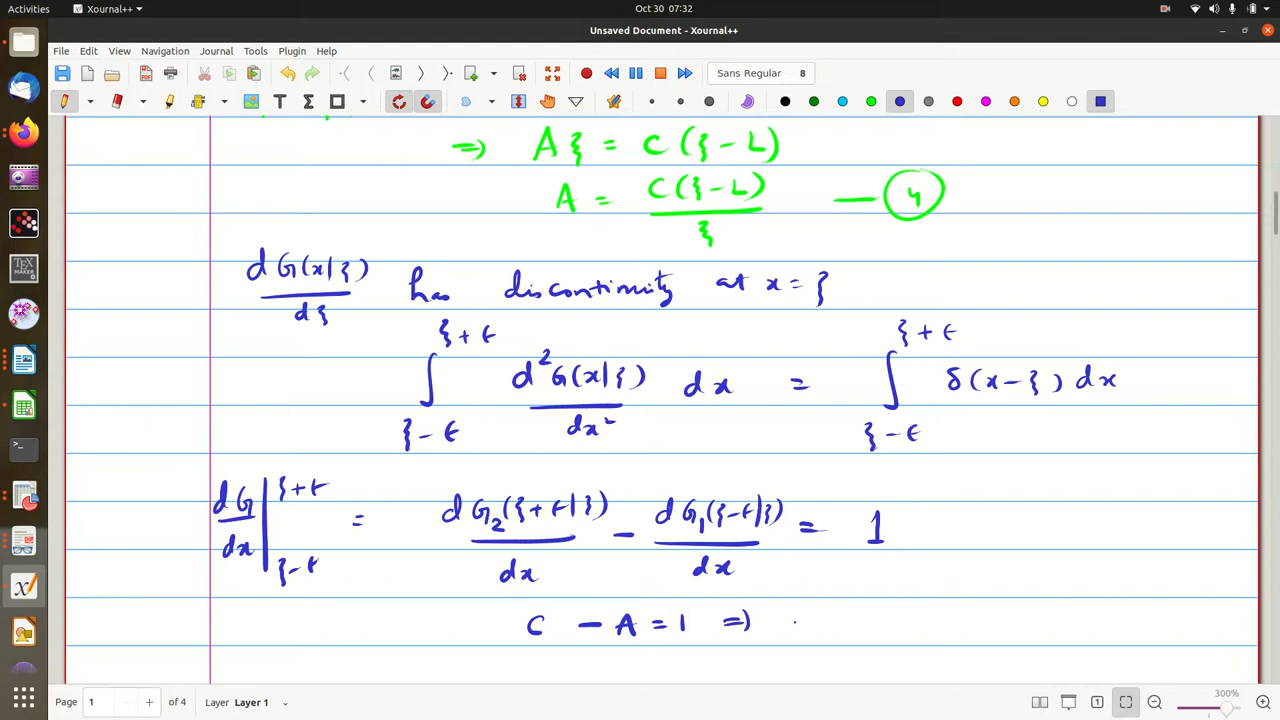 Activities Xournal++ Oct 30 07:32
Unsaved Document - Xournal++
File Edit View Navigation Journal Tools Plugin Help
Sans Regular 8
=> Aξ = C(ξ-L)
A = C(ξ-L)/ξ — 4
dG(x|ξ)/dξ has discontinuity at x=ξ
∫_{ξ-ϵ}^{ξ+ϵ} d²G(x|ξ)/dx² dx = ∫_{ξ-ϵ}^{ξ+ϵ} δ(x-ξ) dx
dG/dx |_{ξ-ϵ}^{ξ+ϵ} = dG₂(ξ+ϵ|ξ)/dx - dG₁(ξ-ϵ|ξ)/dx = 1
C - A = 1 =>
Page 1 of 4 Layer Layer 1 300%